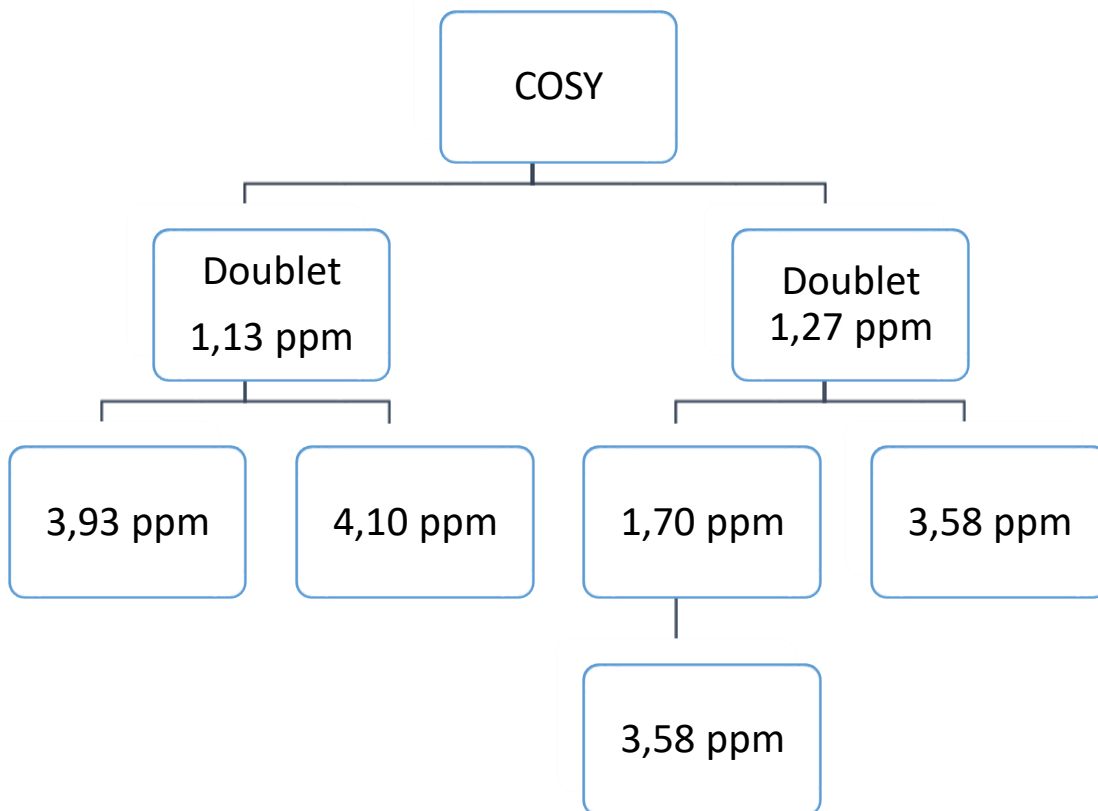 COSY
Doublet
1,13 ppm
Doublet
1,27 ppm
3,93 ppm
4,10 ppm
1,70 ppm
3,58 ppm
3,58 ppm